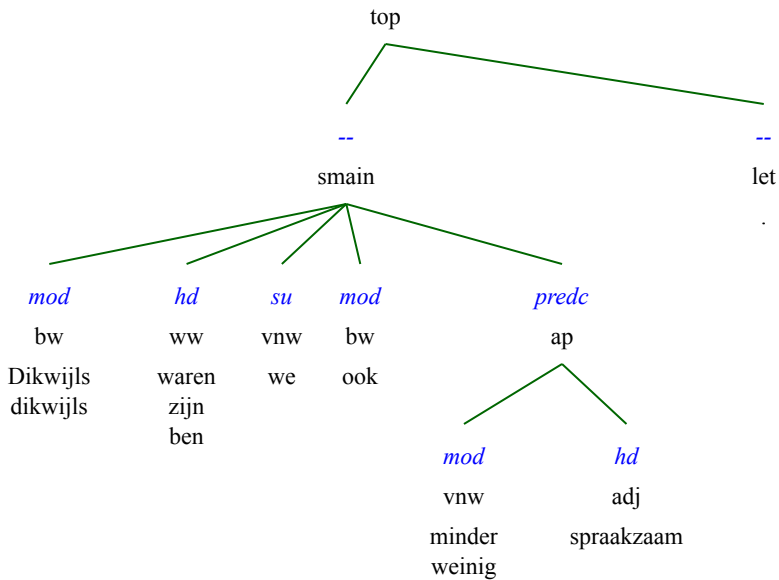 top
-- --
smain let
.
mod hd su mod predc
bw ww vnw bw ap
Dikwijls waren we ook
dikwijls zijn
ben
mod hd
vnw adj
minder spraakzaam
weinig